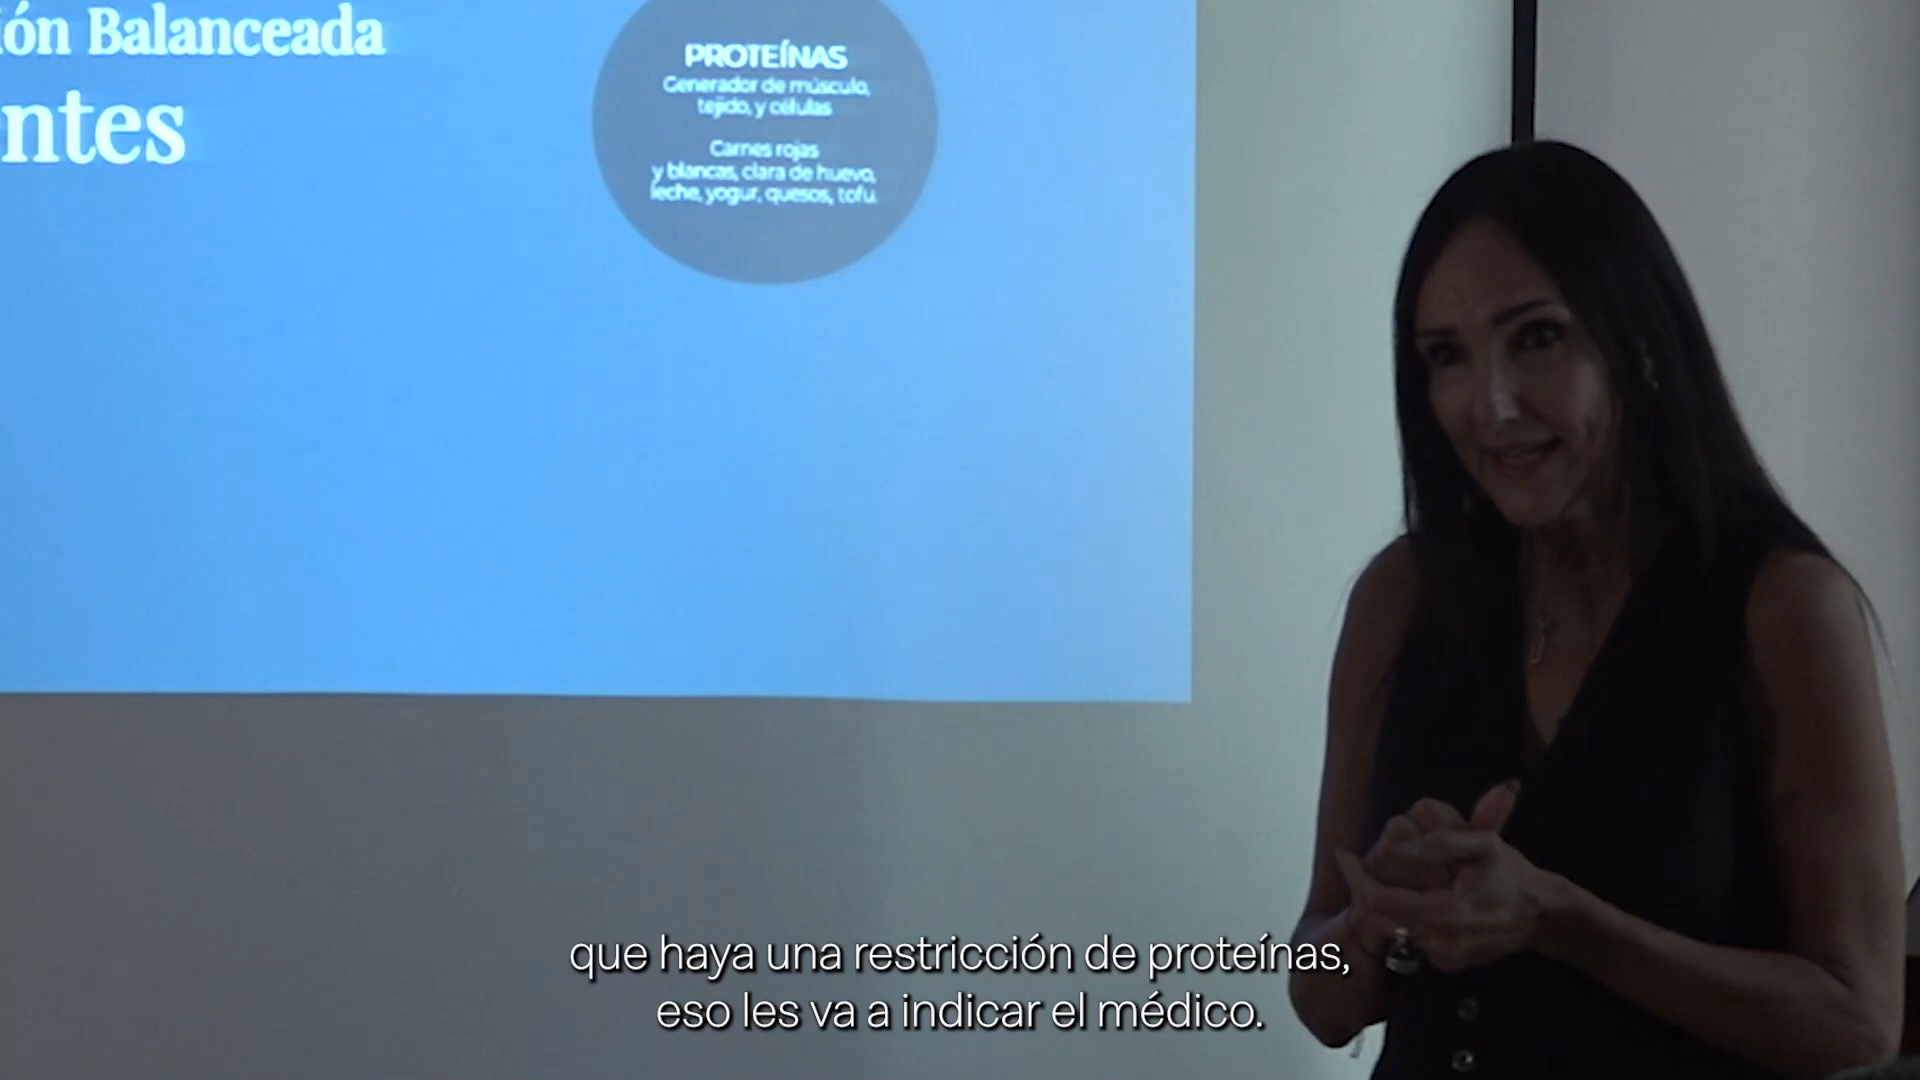 ón Balanceada
ntes
PROTEÍNAS
Generador de músculo,
tejido, y células
Carnes rojas
y blancas, clara de huevo,
leche, yogur, quesos, tofu.
que haya una restricción de proteínas,
eso les va a indicar el médico.